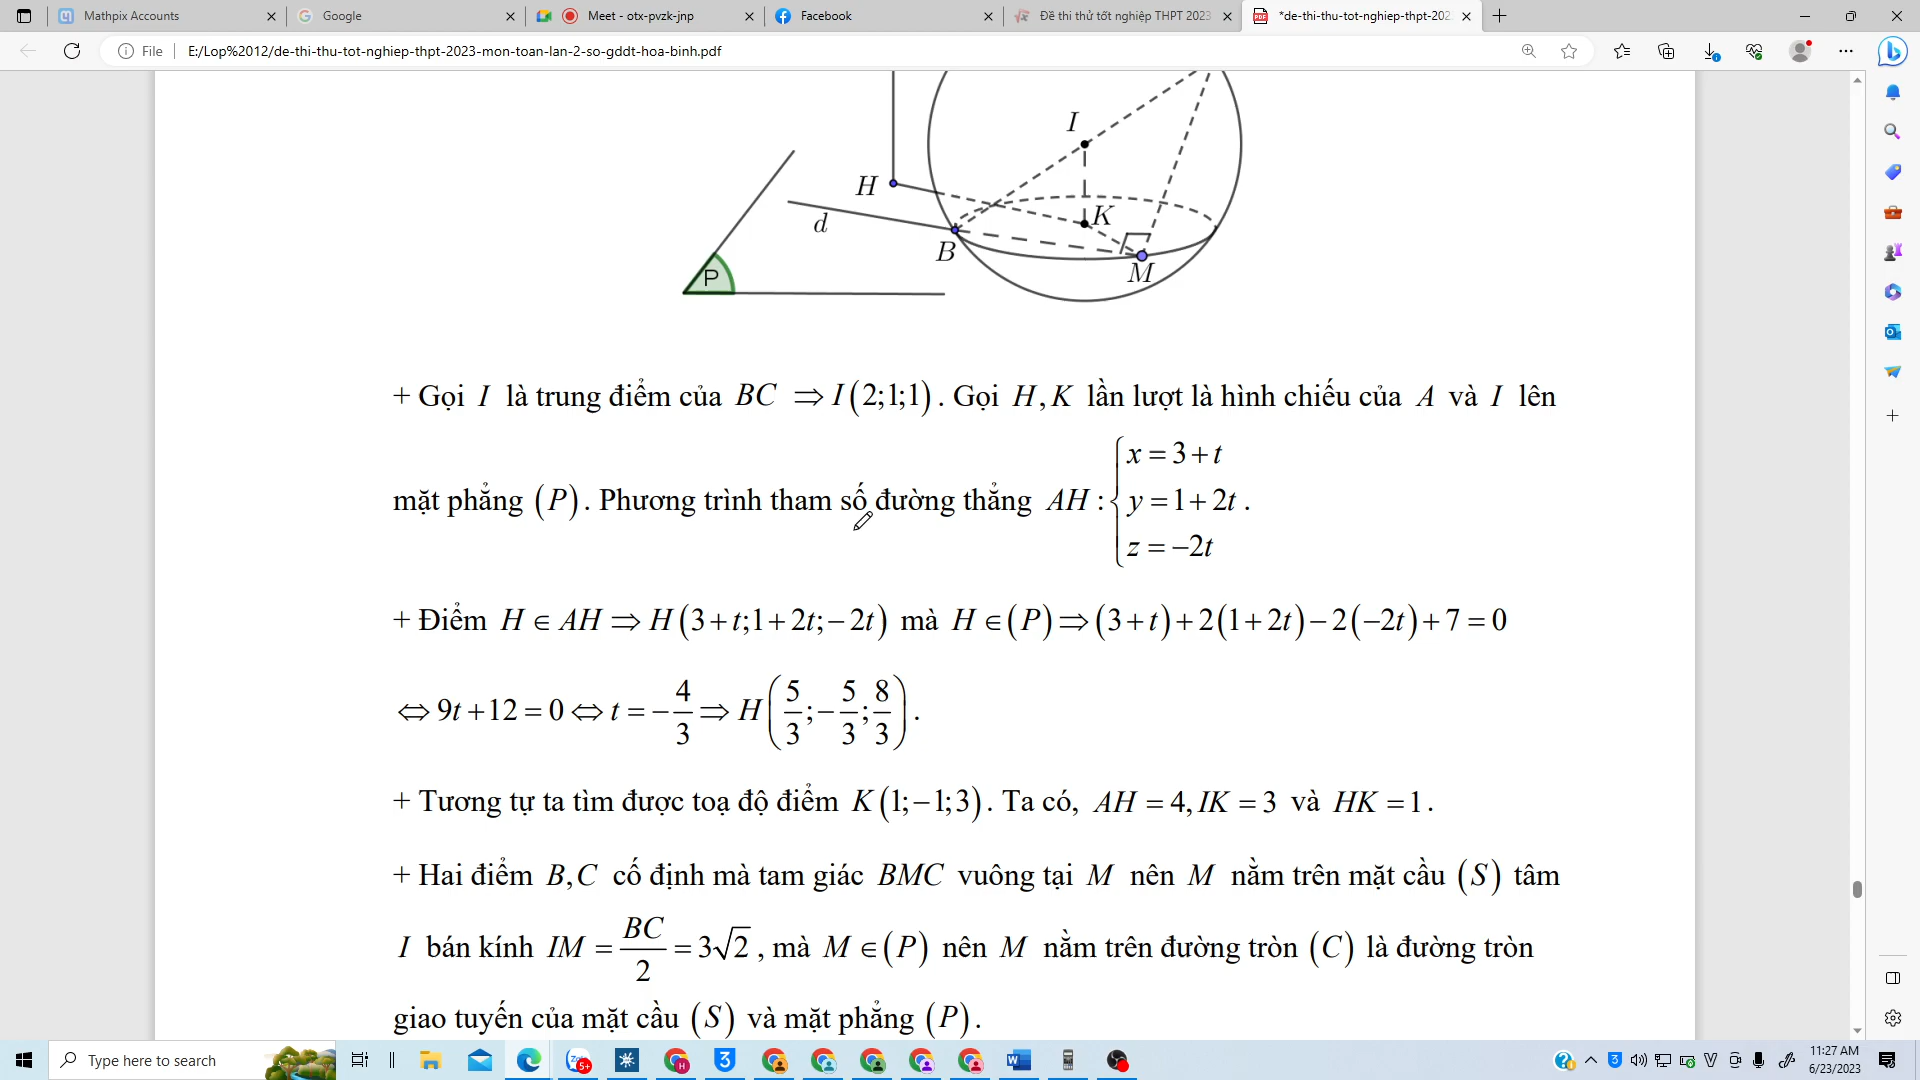 Mathpix Accounts
Google
Meet - otx-pvzk-jnp
Facebook
Đề thi thử tốt nghiệp THPT 2023
*de-thi-thu-tot-nghiep-thpt-202
File
E:/Lop%2012/de-thi-thu-tot-nghiep-thpt-2023-mon-toan-lan-2-so-gddt-hoa-binh.pdf
I
H
K
d
B
M
P
+ Gọi I là trung điểm của BC ⇒ I(2;1;1). Gọi H,K lần lượt là hình chiếu của A và I lên
mặt phẳng (P). Phương trình tham số đường thẳng AH : { x = 3+t
y = 1+2t .
z = −2t
+ Điểm H ∈ AH ⇒ H(3+t;1+2t;−2t) mà H ∈(P) ⇒ (3+t)+2(1+2t)−2(−2t)+7=0
⇔ 9t+12=0 ⇔ t = −4/3 ⇒ H(5/3;−5/3;8/3).
+ Tương tự ta tìm được toạ độ điểm K(1;−1;3). Ta có, AH = 4, IK = 3 và HK = 1.
+ Hai điểm B,C cố định mà tam giác BMC vuông tại M nên M nằm trên mặt cầu (S) tâm
I bán kính IM = BC/2 = 3√2, mà M ∈(P) nên M nằm trên đường tròn (C) là đường tròn
giao tuyến của mặt cầu (S) và mặt phẳng (P).
Type here to search
11:27 AM
6/23/2023